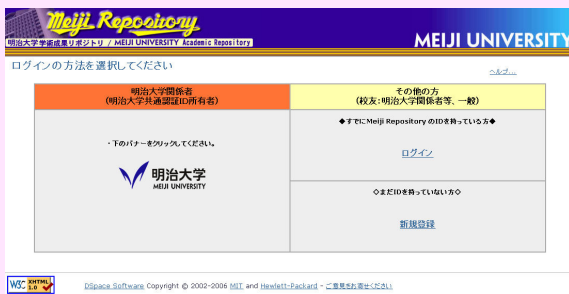 Meiji Repository
明治大学学術成果リポジトリ / MEIJI UNIVERSITY Academic Repository
MEIJI UNIVERSITY
ログインの方法を選択してください
ヘルプ...
明治大学関係者
(明治大学共通認証ID所有者)
その他の方
(校友:明治大学関係者等、一般)
・下のバナーをクリックしてください。
明治大学
MEIJI UNIVERSITY
◆すでにMeiji Repository のIDを持っている方◆
ログイン
◇まだIDを持っていない方◇
新規登録
W3C XHTML 1.0
DSpace Software Copyright © 2002-2006 MIT and Hewlett-Packard - ご意見をお寄せください